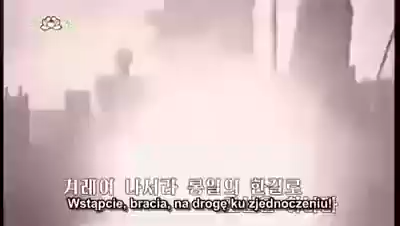 겨레여 나서라 통일의 한길로
Wstąpcie, bracia, na drogę ku zjednoczeniu!